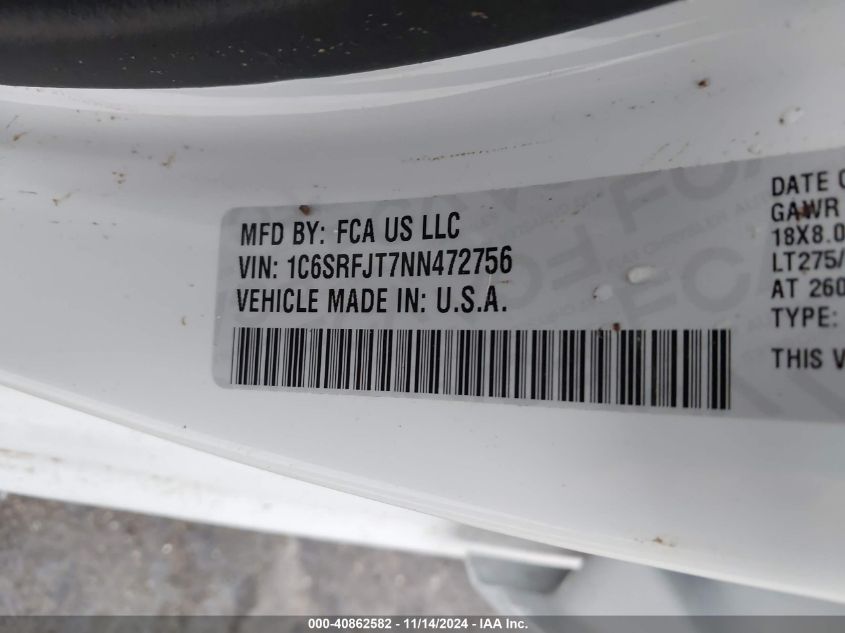 MFD BY: FCA US LLC
VIN: 1C6SRFJT7NN472756
VEHICLE MADE IN: U.S.A.
DATE O
GAWR
18X8.0
LT275/
AT 260
TYPE:
THIS V
000-40862582 - 11/14/2024 - IAA, Inc.